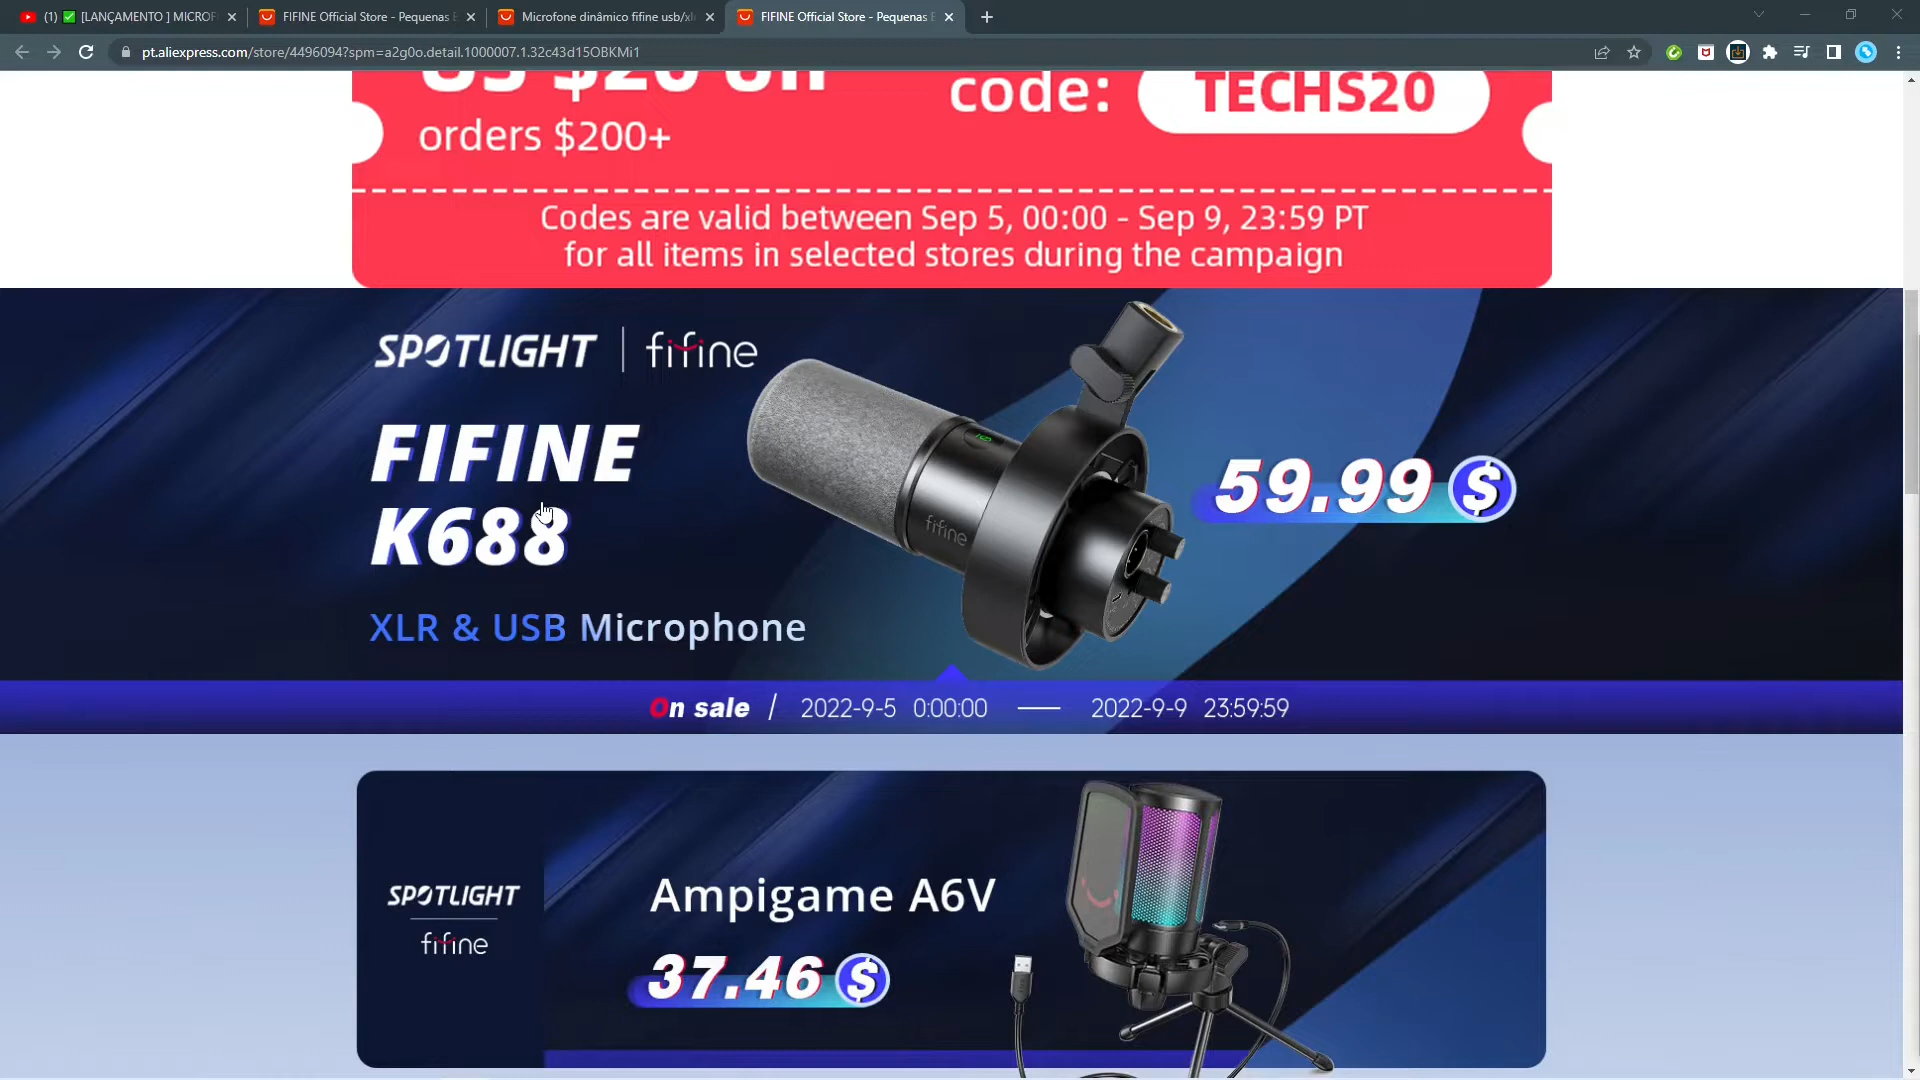 (1) ✅ [LANÇAMENTO ] MICROF
FIFINE Official Store - Pequenas E
Microfone dinâmico fifine usb/xl
FIFINE Official Store - Pequenas E
pt.aliexpress.com/store/4496094?spm=a2g0o.detail.1000007.1.32c43d15OBKMi1
US $20 off
orders $200+
code: TECHS20
Codes are valid between Sep 5, 00:00 - Sep 9, 23:59 PT
for all items in selected stores during the campaign
SPOTLIGHT | fifine
FIFINE
K688
XLR & USB Microphone
fifine
59.99 $
On sale / 2022-9-5 0:00:00 — 2022-9-9 23:59:59
SPOTLIGHT
fifine
Ampigame A6V
37.46 $